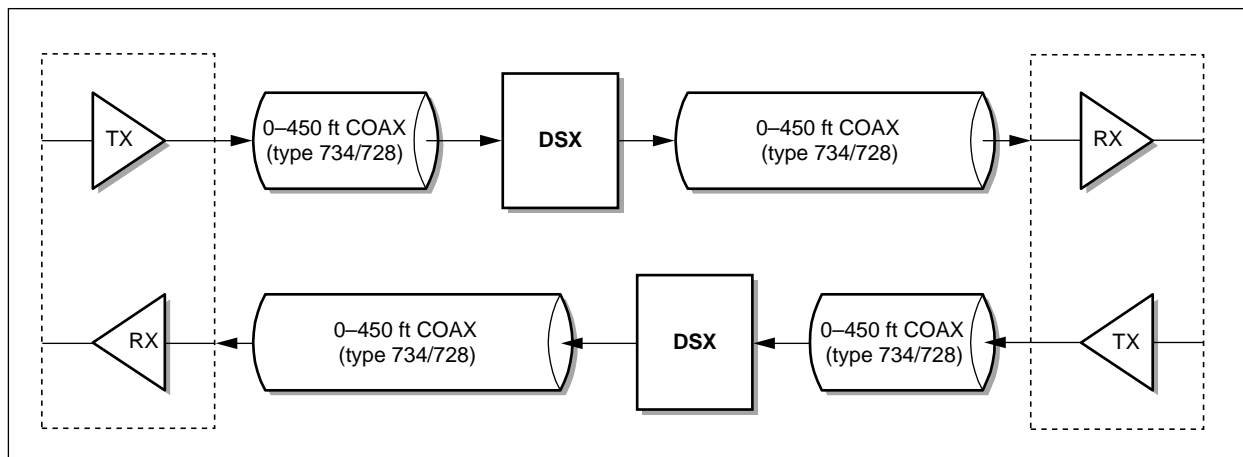 TX
0–450 ft COAX
(type 734/728)
DSX
0–450 ft COAX
(type 734/728)
RX
RX
0–450 ft COAX
(type 734/728)
DSX
0–450 ft COAX
(type 734/728)
TX